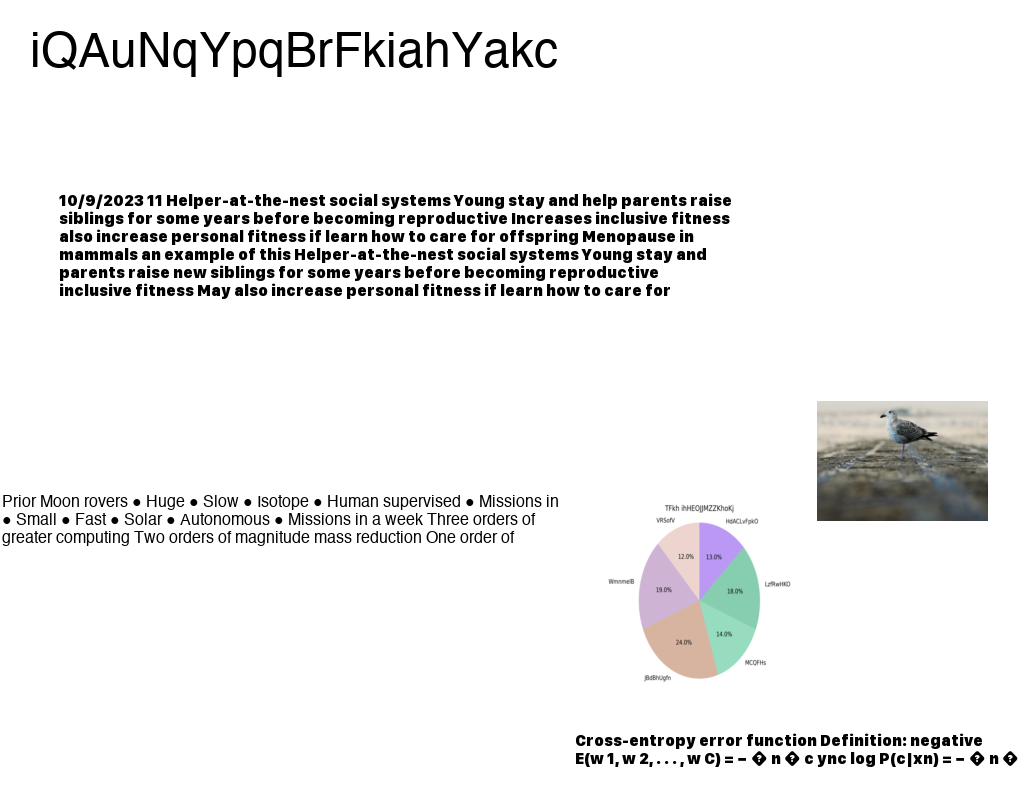 iQAuNqYpqBrFkiahYakc
10/9/2023 11 Helper-at-the-nest social systems Young stay and help parents raise
siblings for some years before becoming reproductive Increases inclusive fitness
also increase personal fitness if learn how to care for offspring Menopause in
mammals an example of this Helper-at-the-nest social systems Young stay and
parents raise new siblings for some years before becoming reproductive
inclusive fitness May also increase personal fitness if learn how to care for
Prior Moon rovers ● Huge ● Slow ● Isotope ● Human supervised ● Missions in
● Small ● Fast ● Solar ● Autonomous ● Missions in a week Three orders of
greater computing Two orders of magnitude mass reduction One order of
TFkh ihHEOJJMZZKhoKj
VRSofV
HdACLvFpkO
12.0%
13.0%
WmnmelB
LzfRwHKO
19.0%
18.0%
14.0%
24.0%
MCQFHs
JBdBhUgfn
Cross-entropy error function Definition: negative
E(w 1, w 2, . . . , w C) = − � n � c ync log P(c|xn) = − � n �